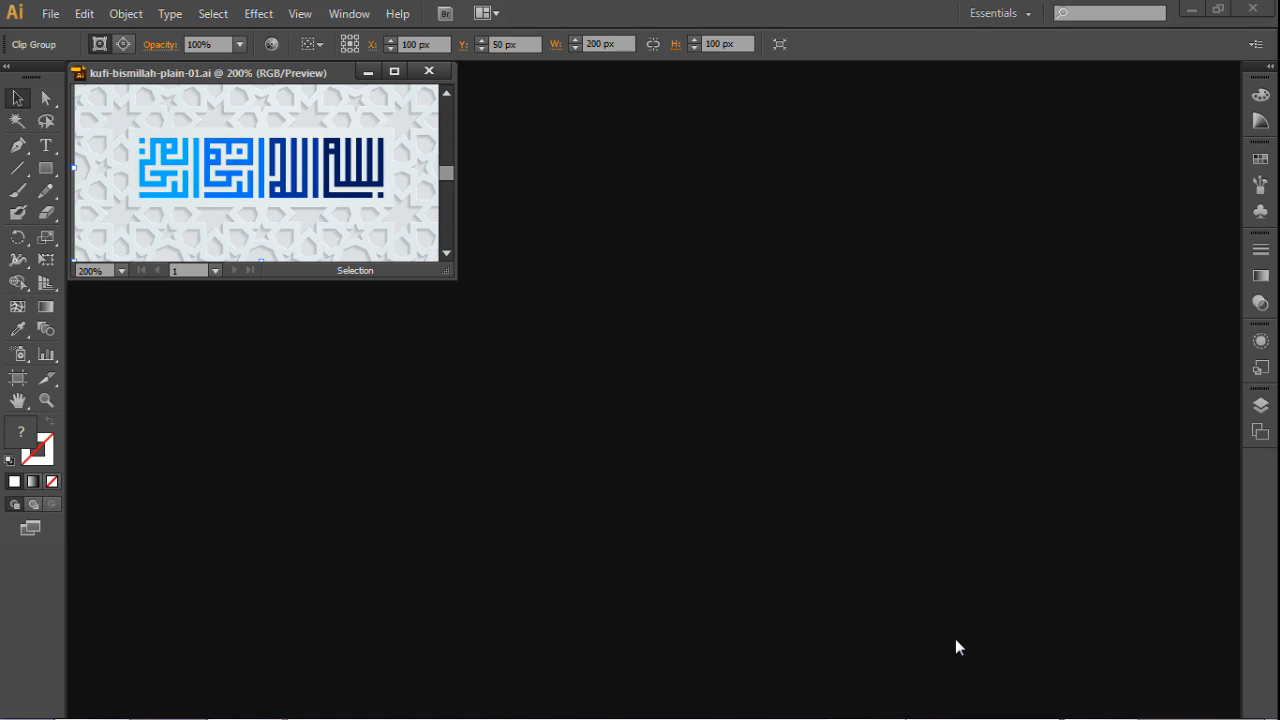 Ai File Edit Object Type Select Effect View Window Help Br Essentials
Clip Group Opacity: 100% X: 100 px Y: 50 px W: 200 px H: 100 px
kufi-bismillah-plain-01.ai @ 200% (RGB/Preview)
بسم الله الرحمن الرحيم
200% 1 Selection
?